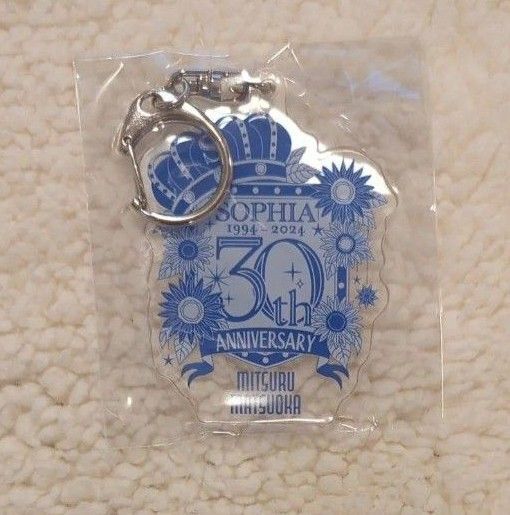 SOPHIA
1994-2024
30th
ANNIVERSARY
MITSURU
MATSUOKA